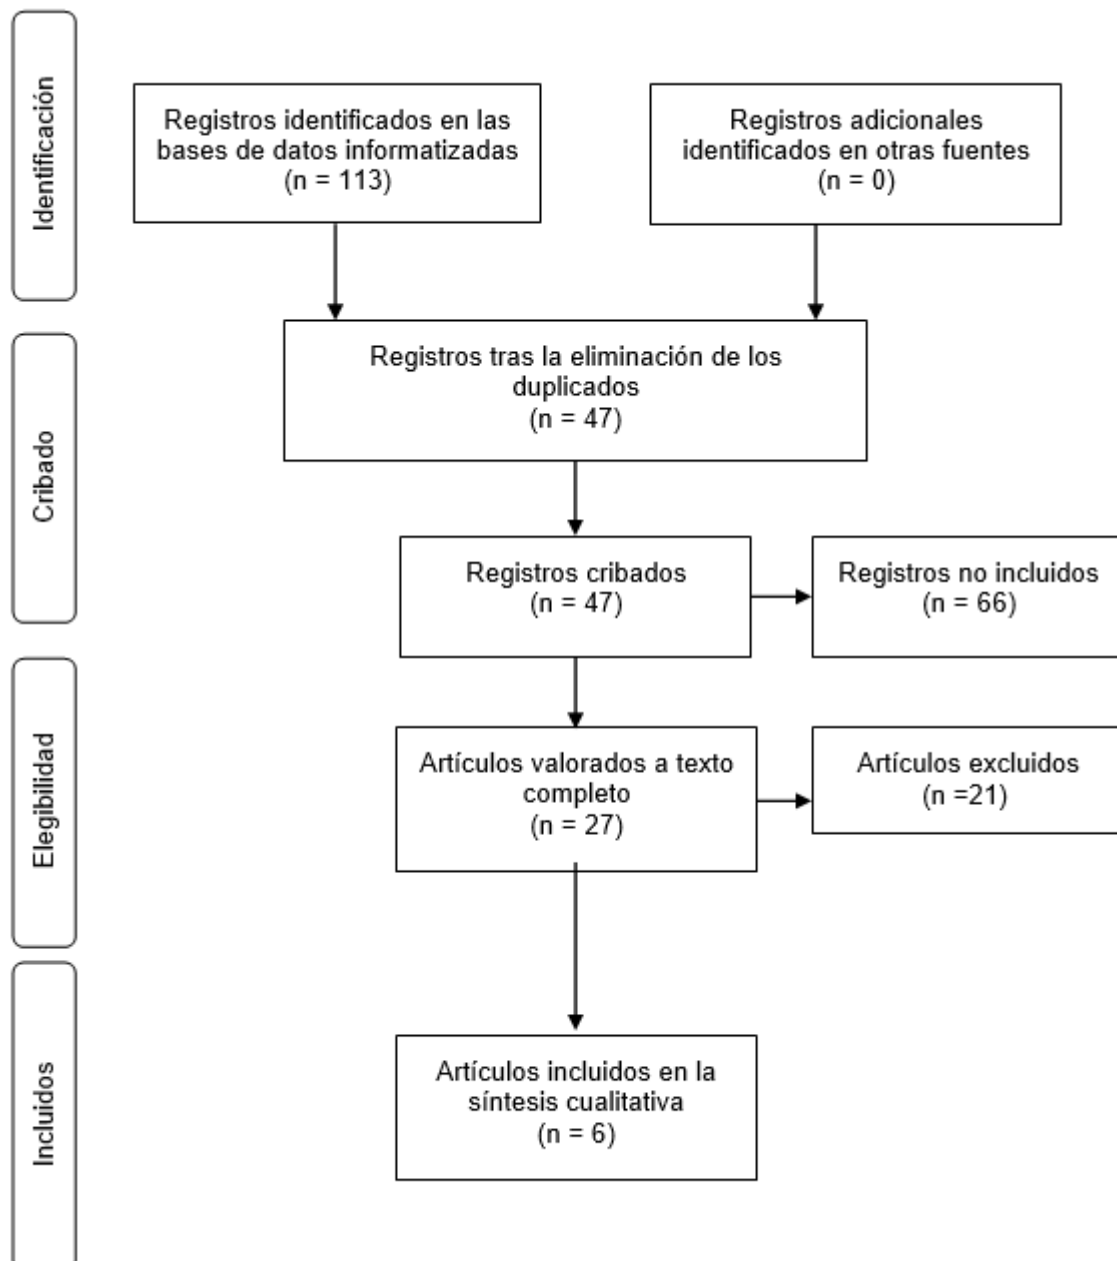 Identificación
Registros identificados en las
bases de datos informatizadas
(n = 113)
Registros adicionales
identificados en otras fuentes
(n = 0)
Cribado
Registros tras la eliminación de los
duplicados
(n = 47)
Registros cribados
(n = 47)
Registros no incluidos
(n = 66)
Elegibilidad
Artículos valorados a texto
completo
(n = 27)
Artículos excluidos
(n =21)
Incluidos
Artículos incluidos en la
síntesis cualitativa
(n = 6)